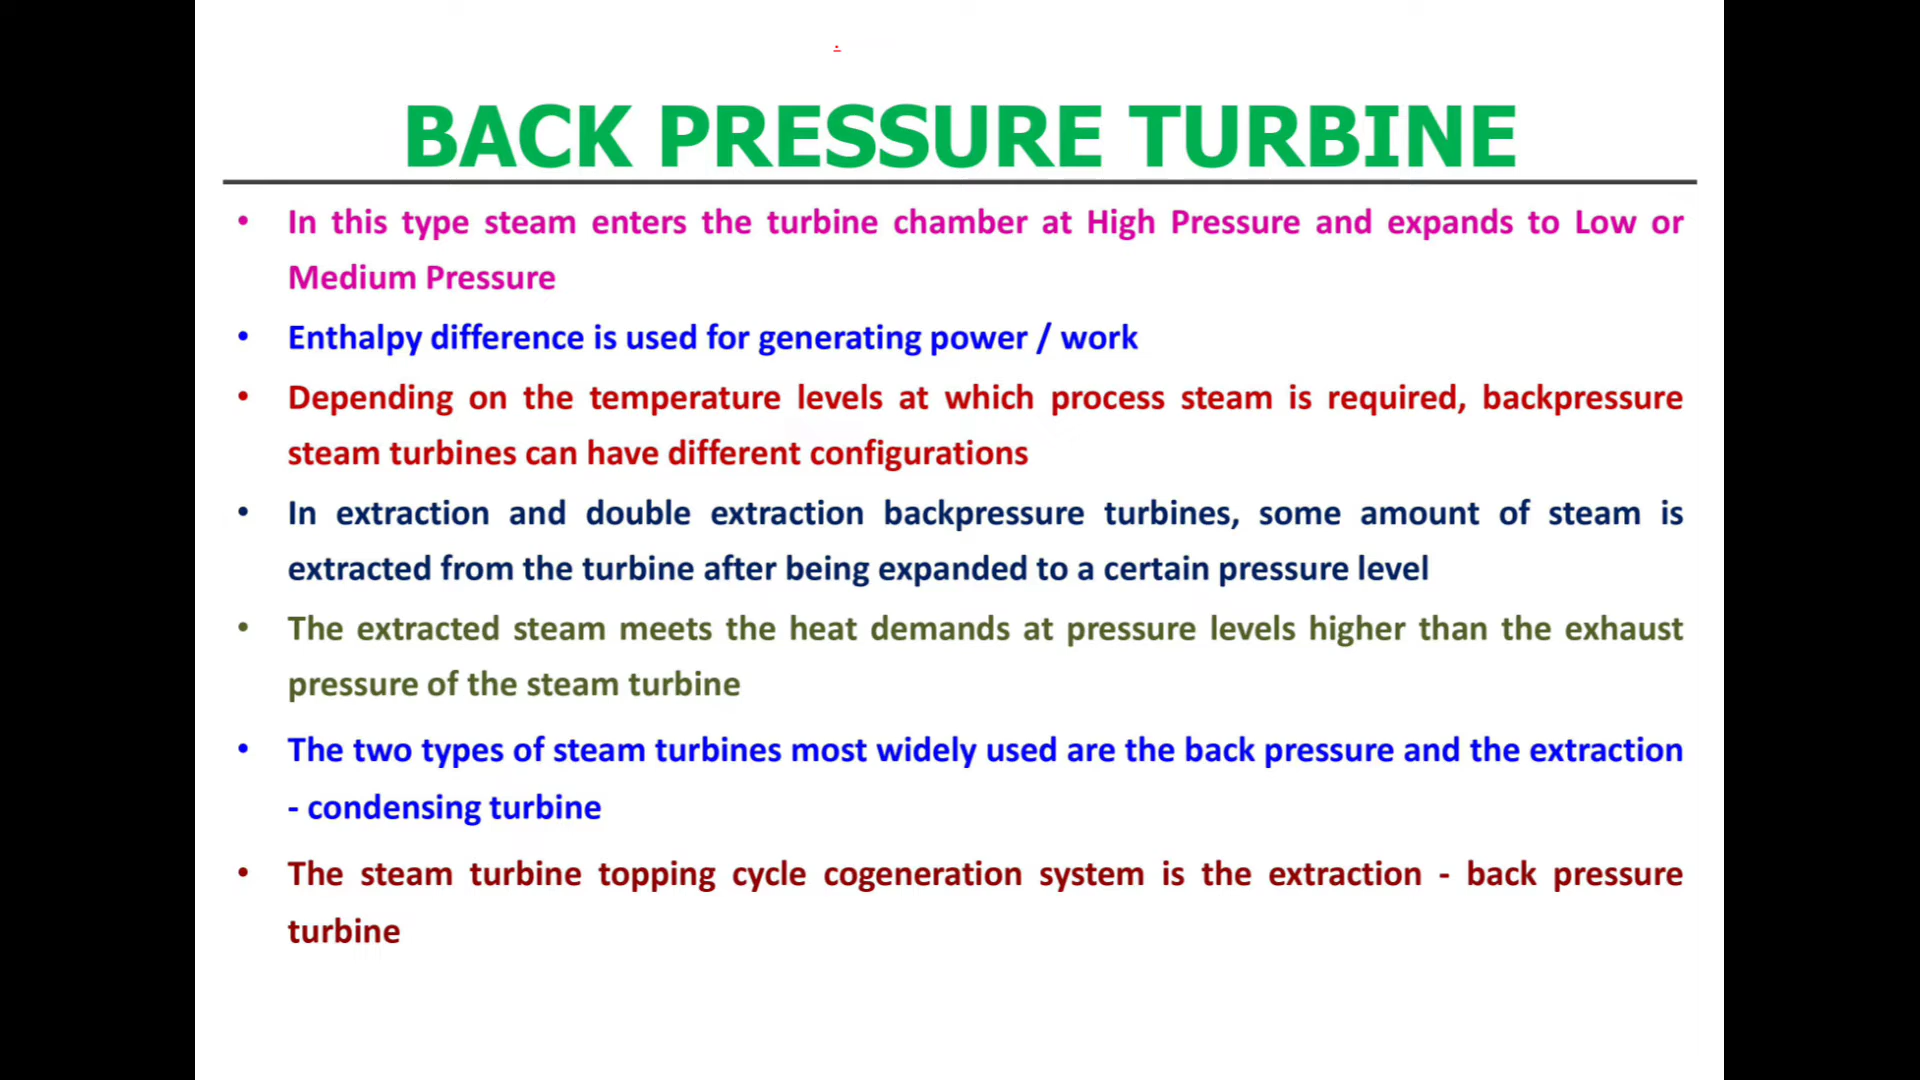 BACK PRESSURE TURBINE
• In this type steam enters the turbine chamber at High Pressure and expands to Low or
Medium Pressure
• Enthalpy difference is used for generating power / work
• Depending on the temperature levels at which process steam is required, backpressure
steam turbines can have different configurations
• In extraction and double extraction backpressure turbines, some amount of steam is
extracted from the turbine after being expanded to a certain pressure level
• The extracted steam meets the heat demands at pressure levels higher than the exhaust
pressure of the steam turbine
• The two types of steam turbines most widely used are the back pressure and the extraction
- condensing turbine
• The steam turbine topping cycle cogeneration system is the extraction - back pressure
turbine